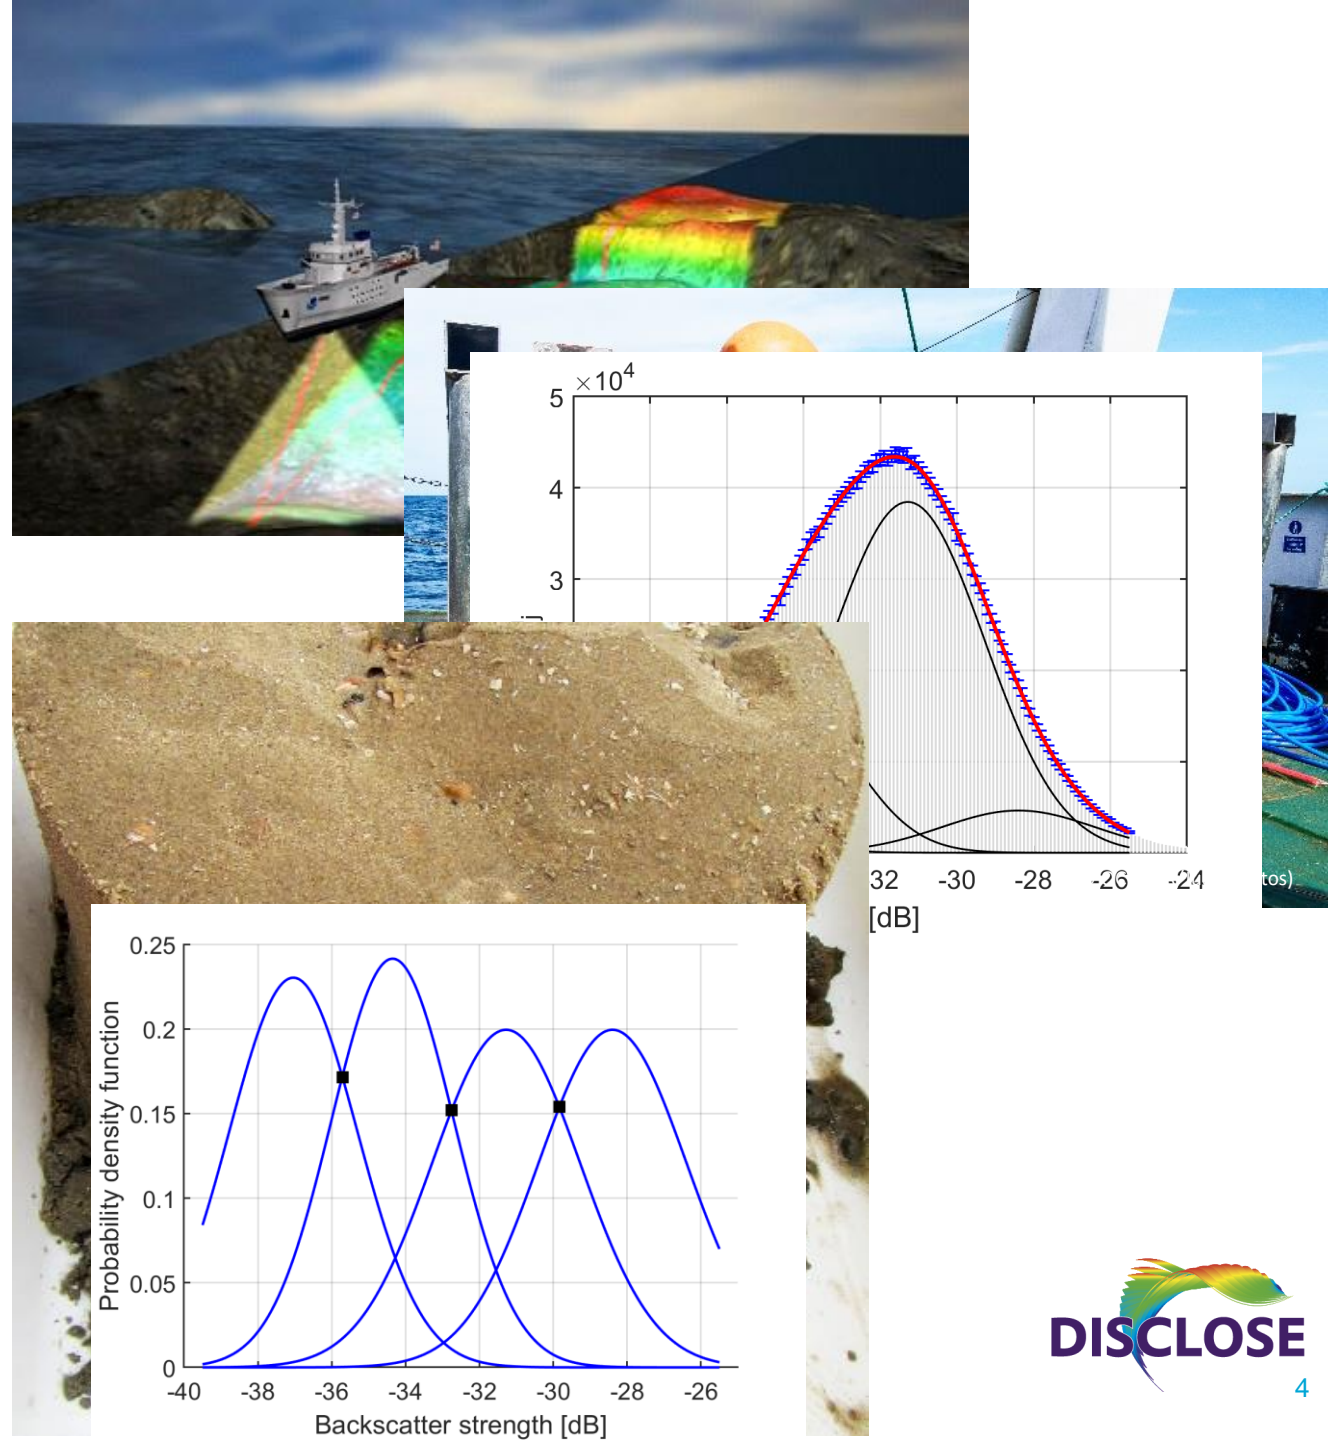 ×10⁴
5
4
3
j
32 -30 -28 -26 -24
[dB]
tos)
0.25
0.2
0.15
0.1
0.05
0
Probability density function
-40 -38 -36 -34 -32 -30 -28 -26
Backscatter strength [dB]
DISCLOSE
4